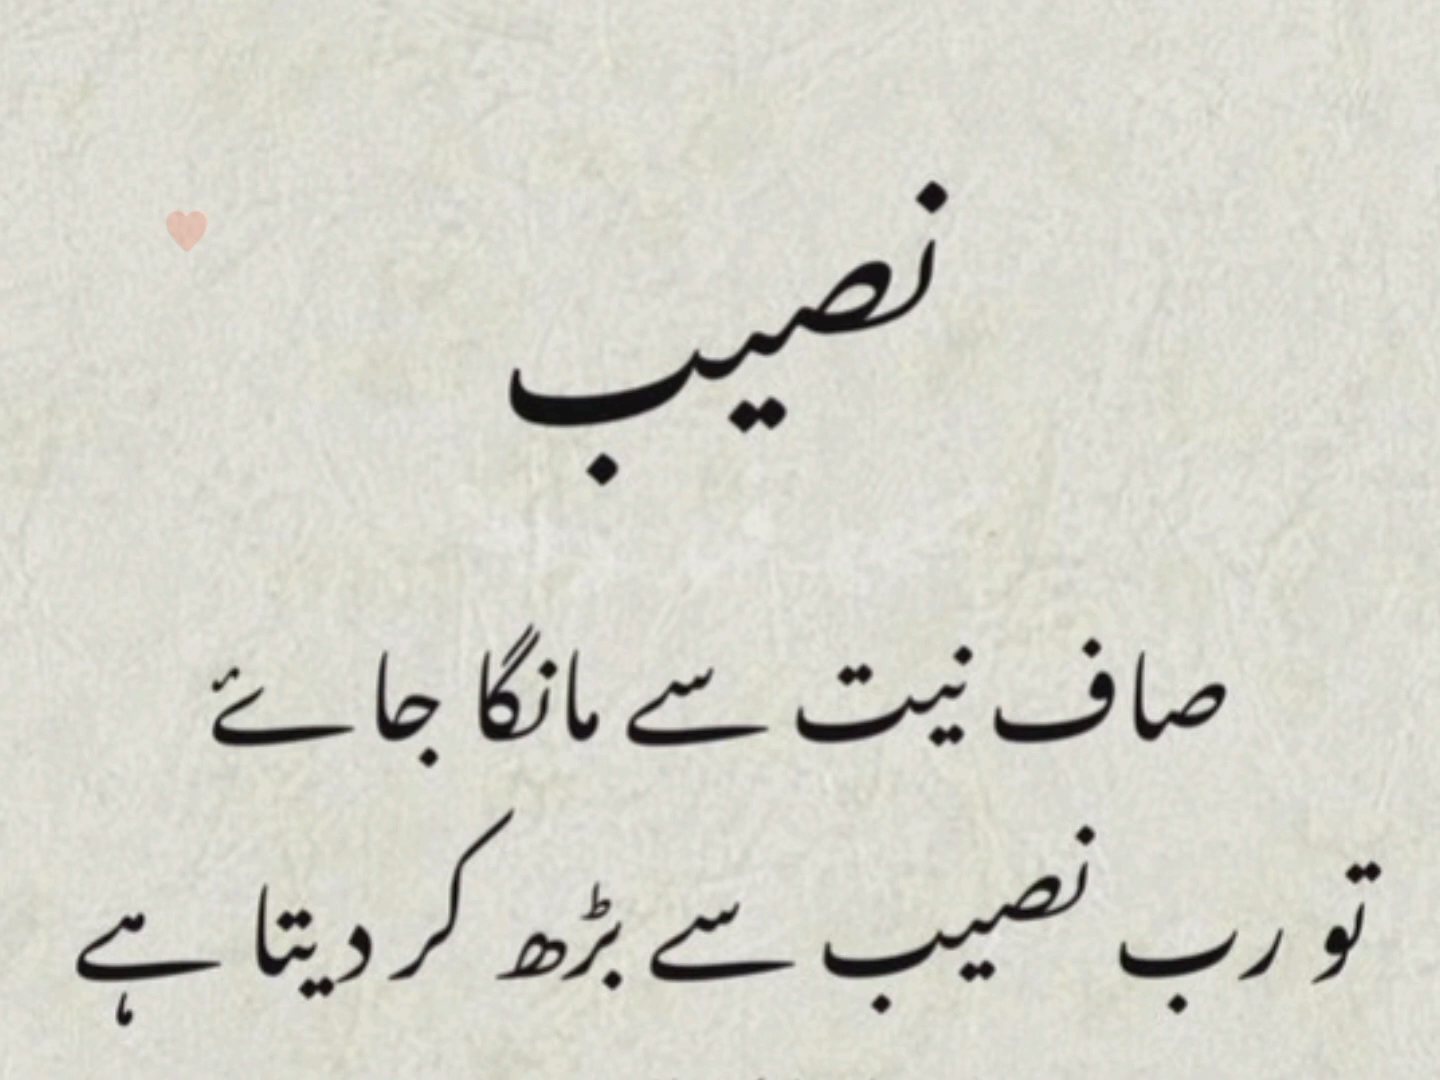 نصیب
صاف نیت سے مانگا جائے
تو رب نصیب سے بڑھ کر دیتا ہے